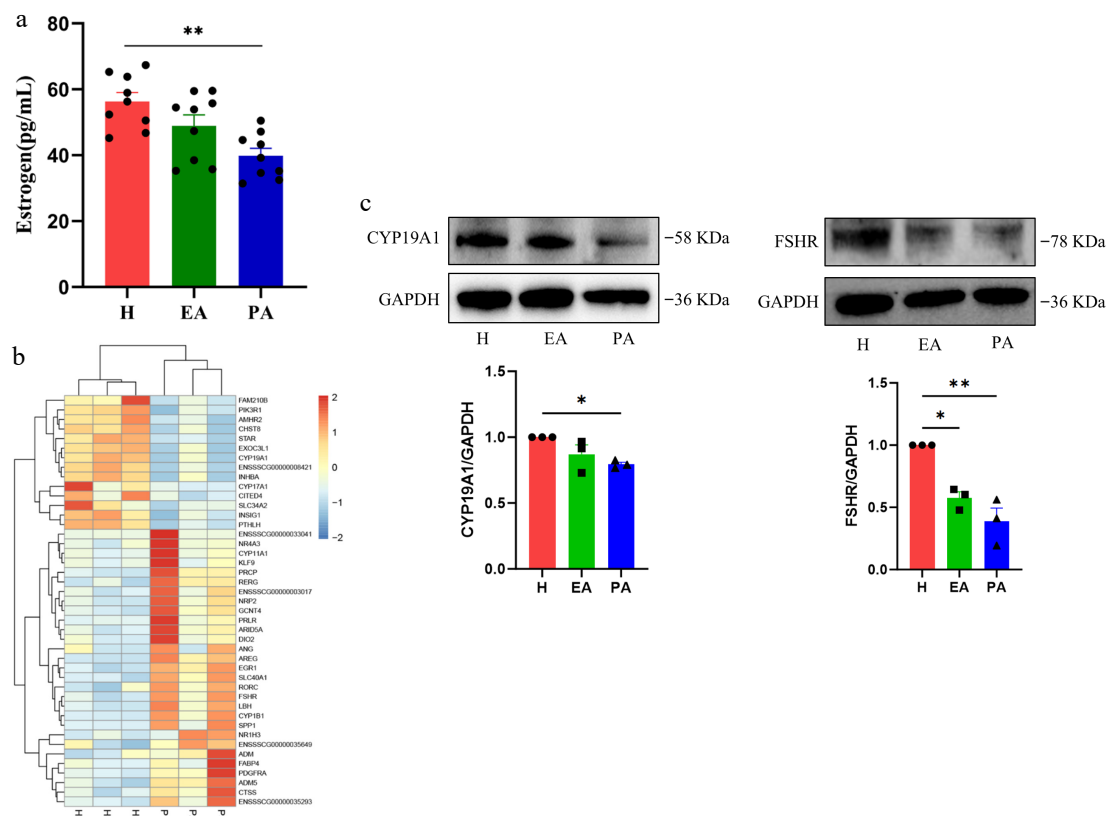 a
80
60
40
20
0
Estrogen(pg/mL)
**
H EA PA
b
FAM210B
PIK3R1
AMHR2
CHST8
STAR
EXOC3L1
CYP19A1
ENSSSCG00000008421
INHBA
CYP17A1
CITED4
SLC34A2
INSIG1
PTHLH
ENSSSCG00000033041
NR4A3
CYP11A1
KLF9
PRCP
RERG
ENSSSCG00000003017
NRP2
GCNT4
PRLR
ARID5A
DIO2
ANG
AREG
EGR1
SLC40A1
RORC
FSHR
LBH
CYP1B1
SPP1
NR1H3
ENSSSCG00000035649
ADM
FABP4
PDGFRA
ADM5
CTSS
ENSSSCG00000035293
2
1
0
−1
−2
H H H P P P
c
CYP19A1 −58 KDa
GAPDH −36 KDa
H EA PA
FSHR −78 KDa
GAPDH −36 KDa
H EA PA
1.5
1.0
0.5
0.0
CYP19A1/GAPDH
*
H EA PA
1.5
1.0
0.5
0.0
FSHR/GAPDH
**
*
H EA PA